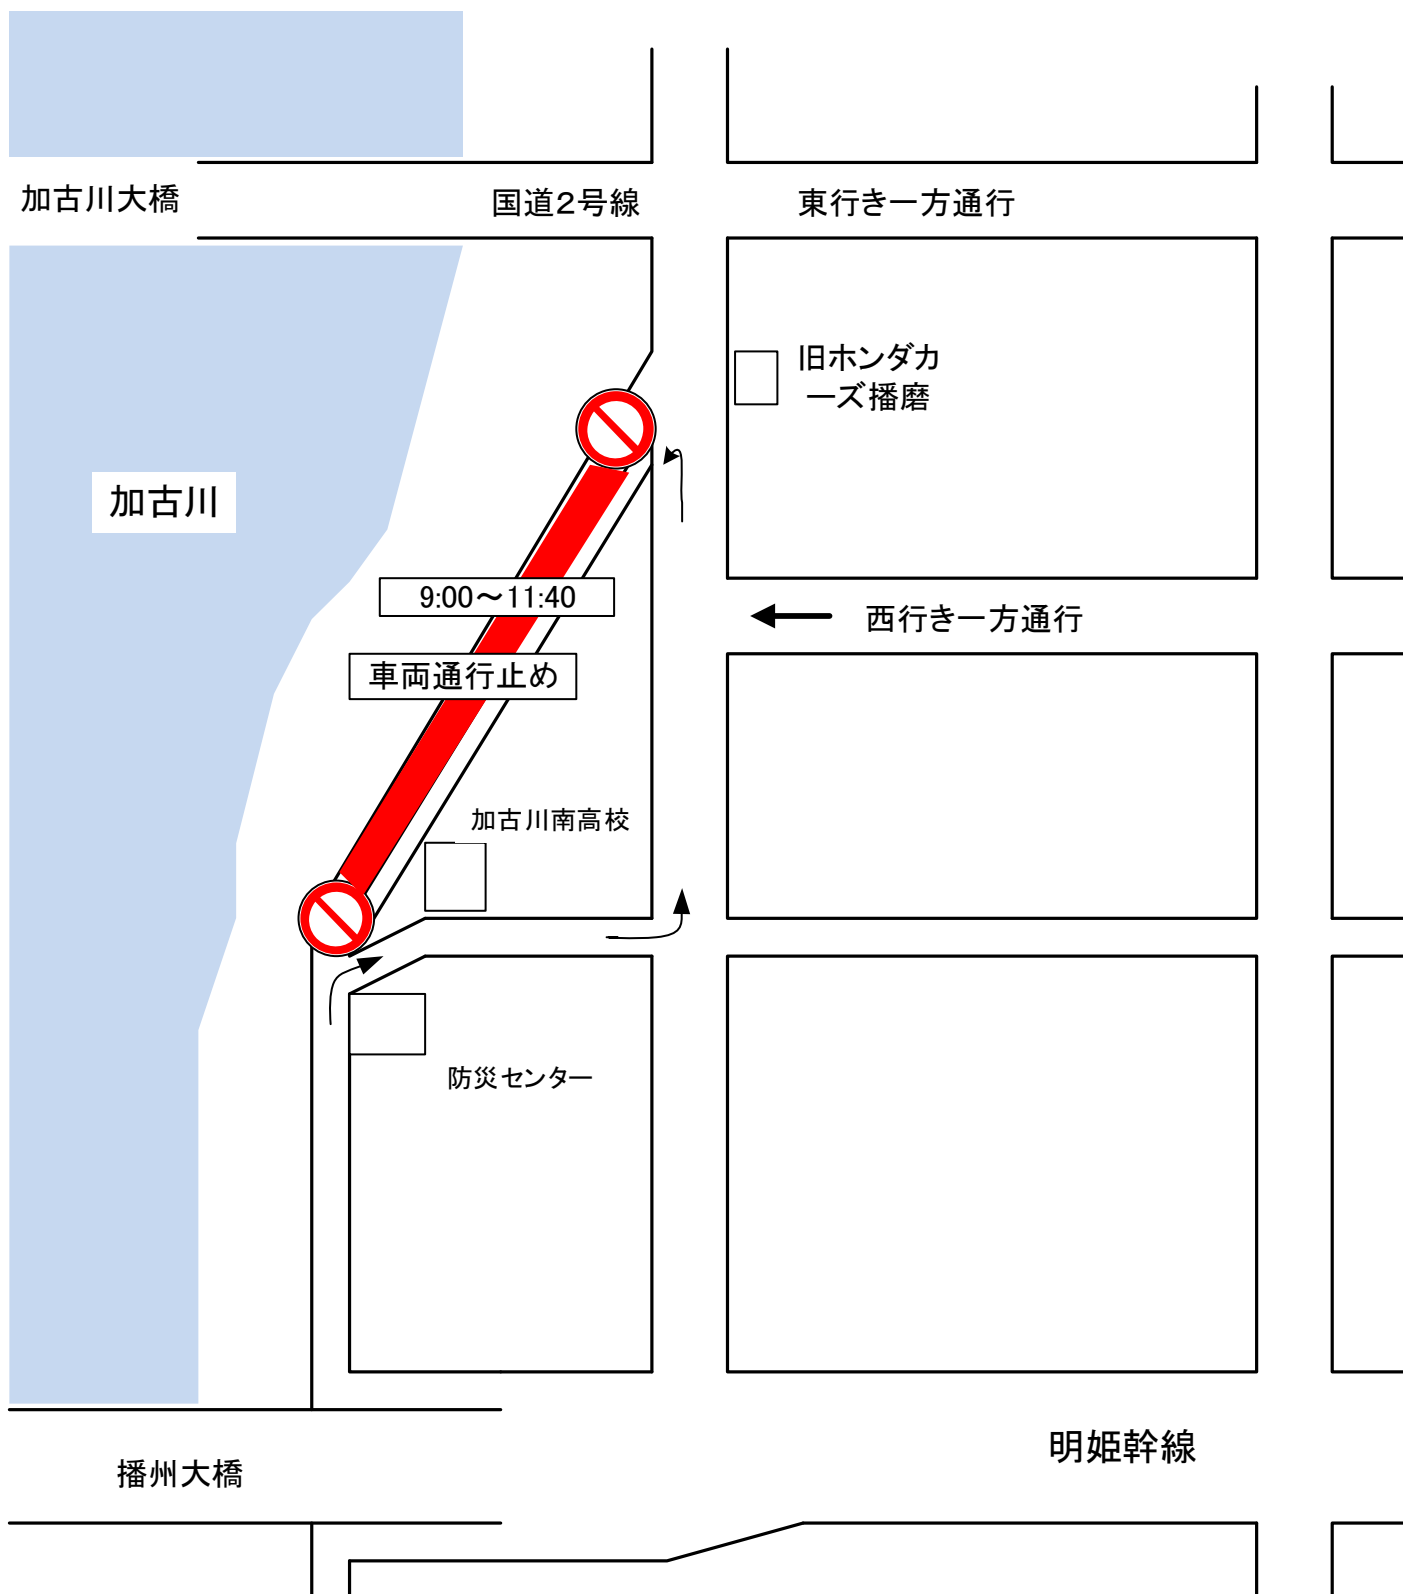 加古川大橋
国道2号線
東行き一方通行
旧ホンダカ
ーズ播磨
加古川
9:00～11:40
西行き一方通行
車両通行止め
加古川南高校
防災センター
明姫幹線
播州大橋